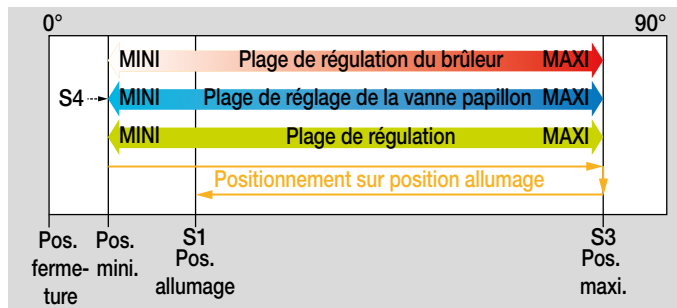 0° 90°
MINI Plage de régulation du brûleur MAXI
S4 MINI Plage de réglage de la vanne papillon MAXI
MINI Plage de régulation MAXI
Positionnement sur position allumage
Pos.
ferme-
ture
Pos.
mini.
S1
Pos.
allumage
S3
Pos.
maxi.